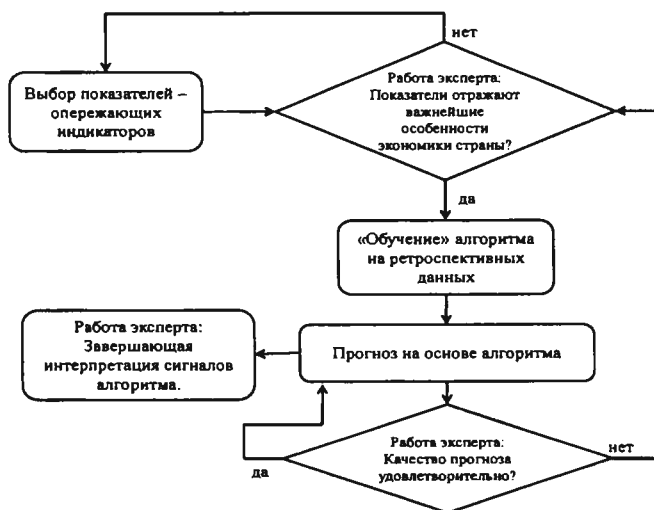 нет
Выбор показателей –
опережающих
индикаторов
Работа эксперта:
Показатели отражают
важнейшие
особенности
экономики страны?
да
«Обучение» алгоритма
на ретроспективных
данных
Работа эксперта:
Завершающая
интерпретация сигналов
алгоритма.
Прогноз на основе алгоритма
Работа эксперта:
Качество прогноза
удовлетворительно?
да
нет